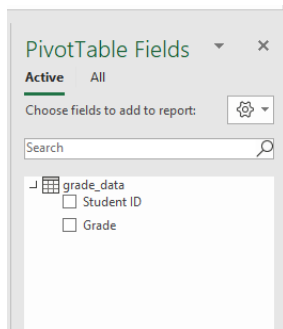 PivotTable Fields
Active All
Choose fields to add to report:
Search
grade_data
Student ID
Grade